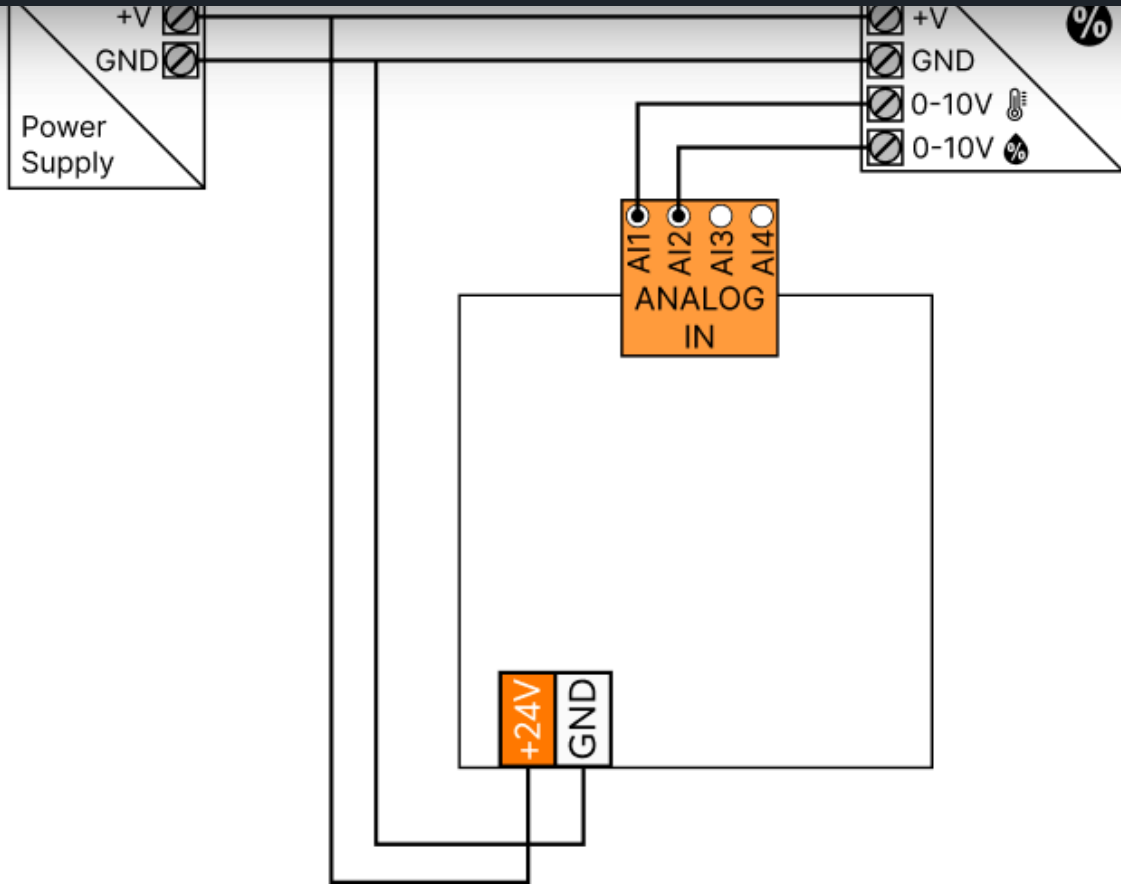 +V
GND
Power
Supply
+V
%
GND
0-10V
0-10V %
AI1 AI2 AI3 AI4
ANALOG
IN
+24V GND